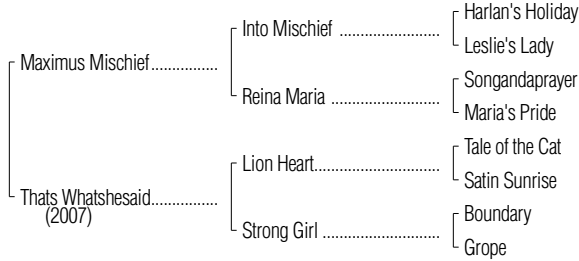 Harlan's Holiday
Into Mischief ..................
Leslie's Lady
Maximus Mischief................
Songandaprayer
Reina Maria ....................
Maria's Pride
Tale of the Cat
Lion Heart.......................
Satin Sunrise
Thats Whatshesaid................
(2007)
Boundary
Strong Girl ......................
Grope